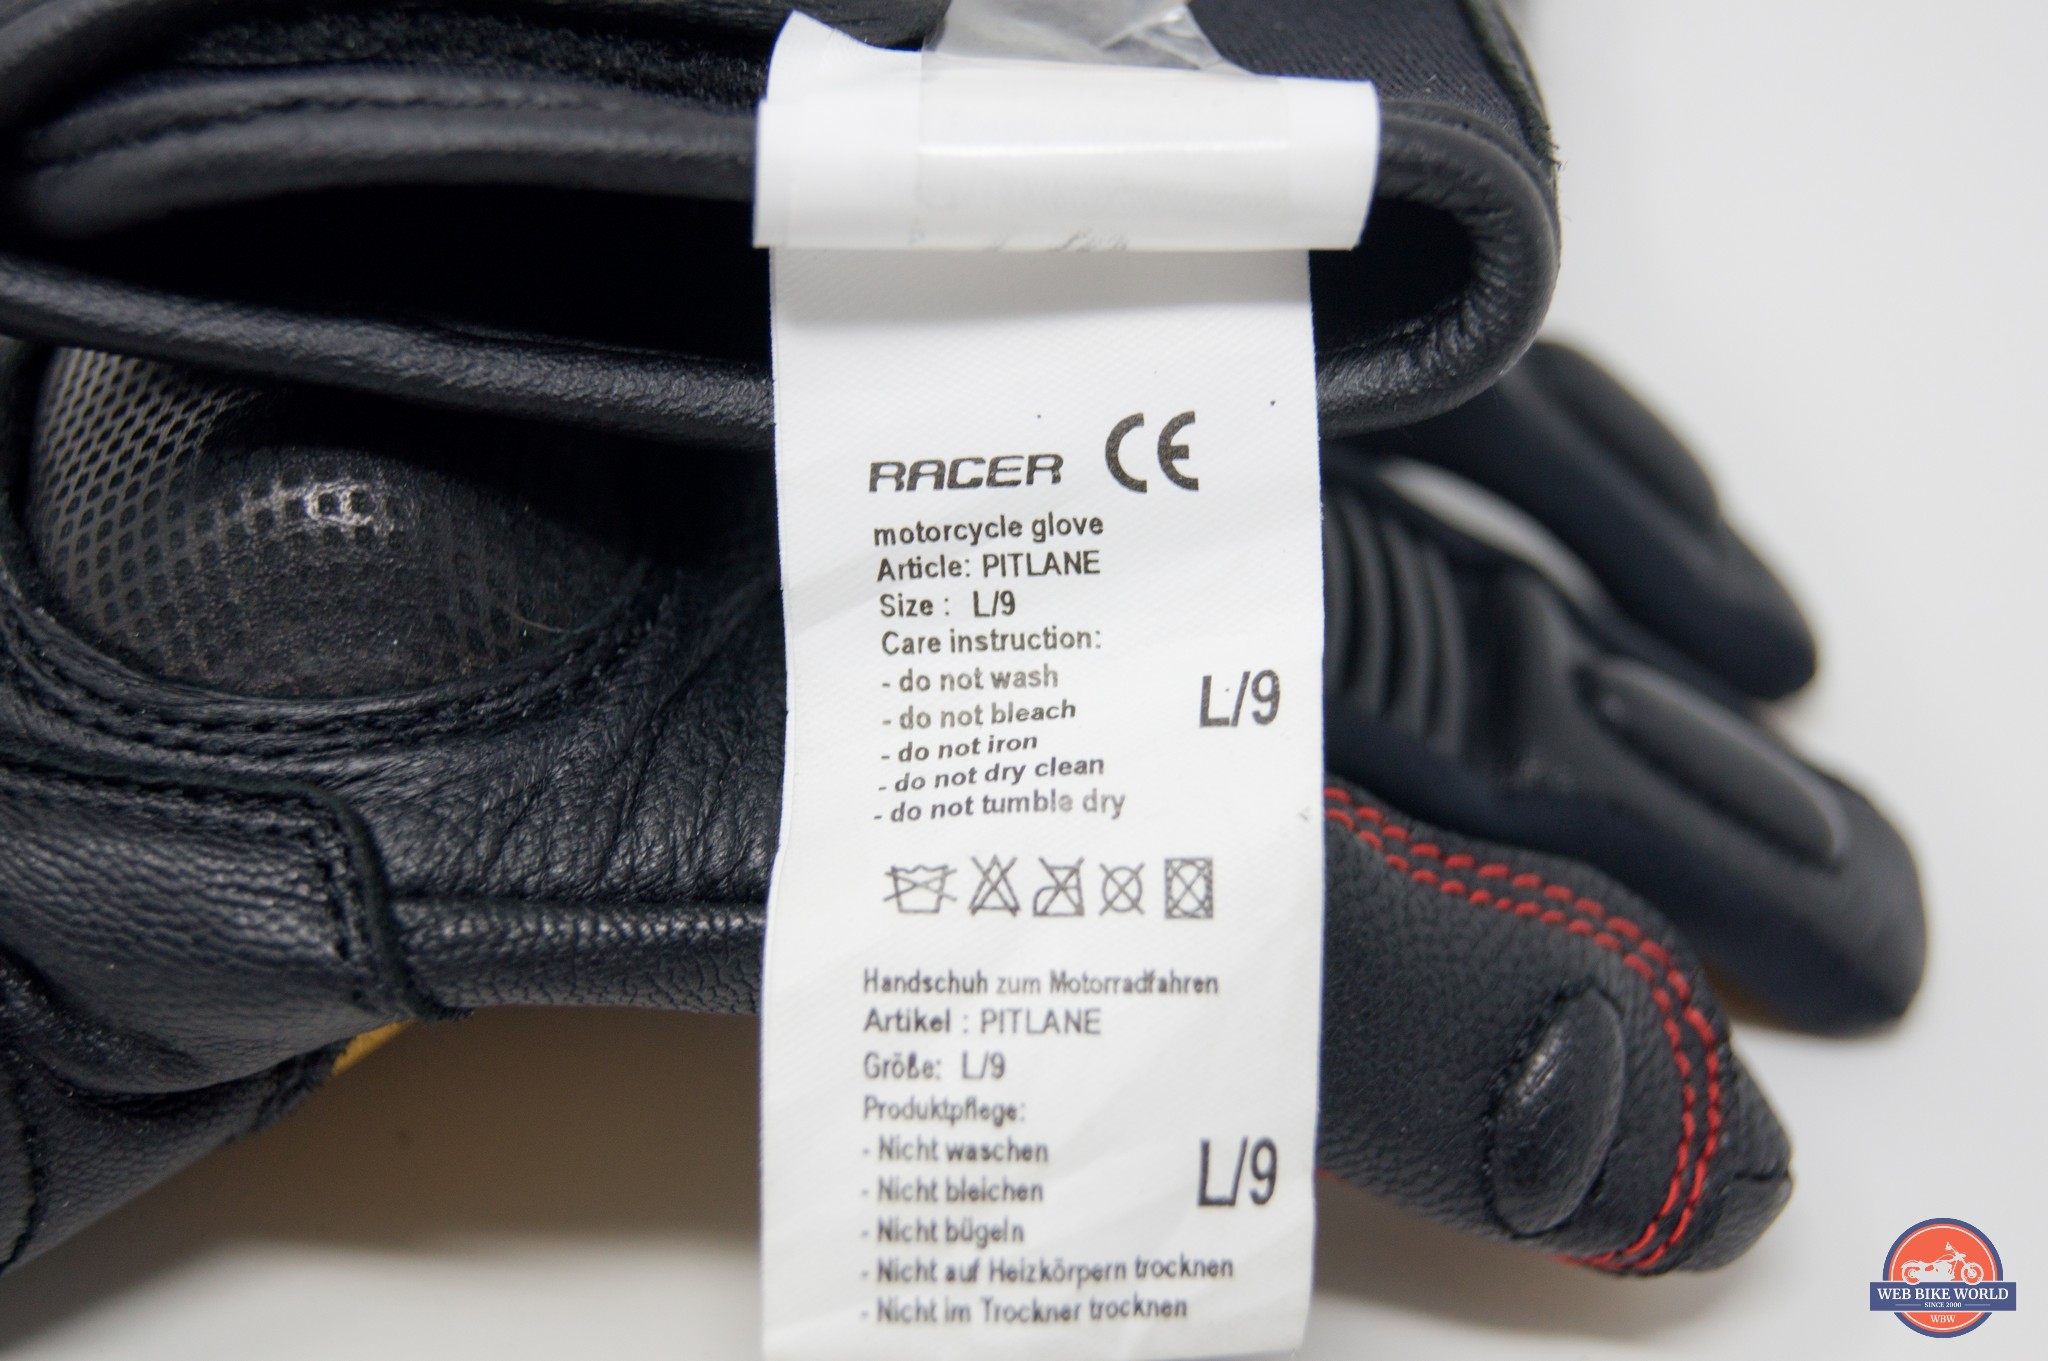 RACER CE
motorcycle glove
Article: PITLANE
Size : L/9
Care instruction:
- do not wash
- do not bleach
- do not iron
- do not dry clean
- do not tumble dry
L/9
Handschuh zum Motorradfahren
Artikel : PITLANE
Größe: L/9
Produktpflege:
- Nicht waschen
- Nicht bleichen
- Nicht bügeln
- Nicht auf Heizkörpern trocknen
- Nicht im Trockner trocknen
L/9
WEB BIKE WORLD
SINCE 2000
WBW